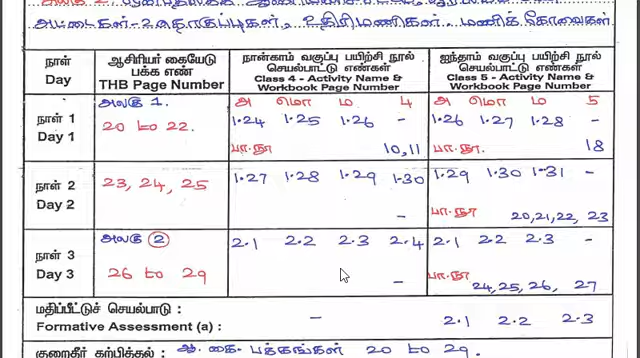 அட்டைகள் - உதொகுப்புகள், உதிரிமணிகள். மணிக் கோவைகள்
நாள் Day
ஆசிரியர் கையேடு பக்க எண் THB Page Number
நான்காம் வகுப்பு பயிற்சி நூல் செயல்பாட்டு எண்கள் Class 4 - Activity Name & Workbook Page Number
ஐந்தாம் வகுப்பு பயிற்சி நூல் செயல்பாட்டு எண்கள் Class 5 - Activity Name & Workbook Page Number
நாள் 1 Day 1
அலகு 1.
20 to 22.
அ மொ ம 4
1.24 1.25 1.26 -
பா.நூ 10,11
அ மொ ம 5
1.26 1.27 1.28 -
பா.நூ. 18
நாள் 2 Day 2
23, 24, 25
1.27 1.28 1.29 1.30
-
1.29 1.30 1.31 -
பா.நூ 20,21,22, 23
நாள் 3 Day 3
அலகு 2
26 to 29
2.1 2.2 2.3 2.4
-
2.1 2.2 2.3 -
பா.நூ 24,25,26, 27
மதிப்பீட்டுச் செயல்பாடு :
Formative Assessment (a) : - 2.1 2.2 2.3
குறைதீர் கற்பித்தல் : ஆ. கை. பக்கங்கள் 20 to 29.